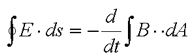 ∮E · ds = −d/dt ∫B · ·dA